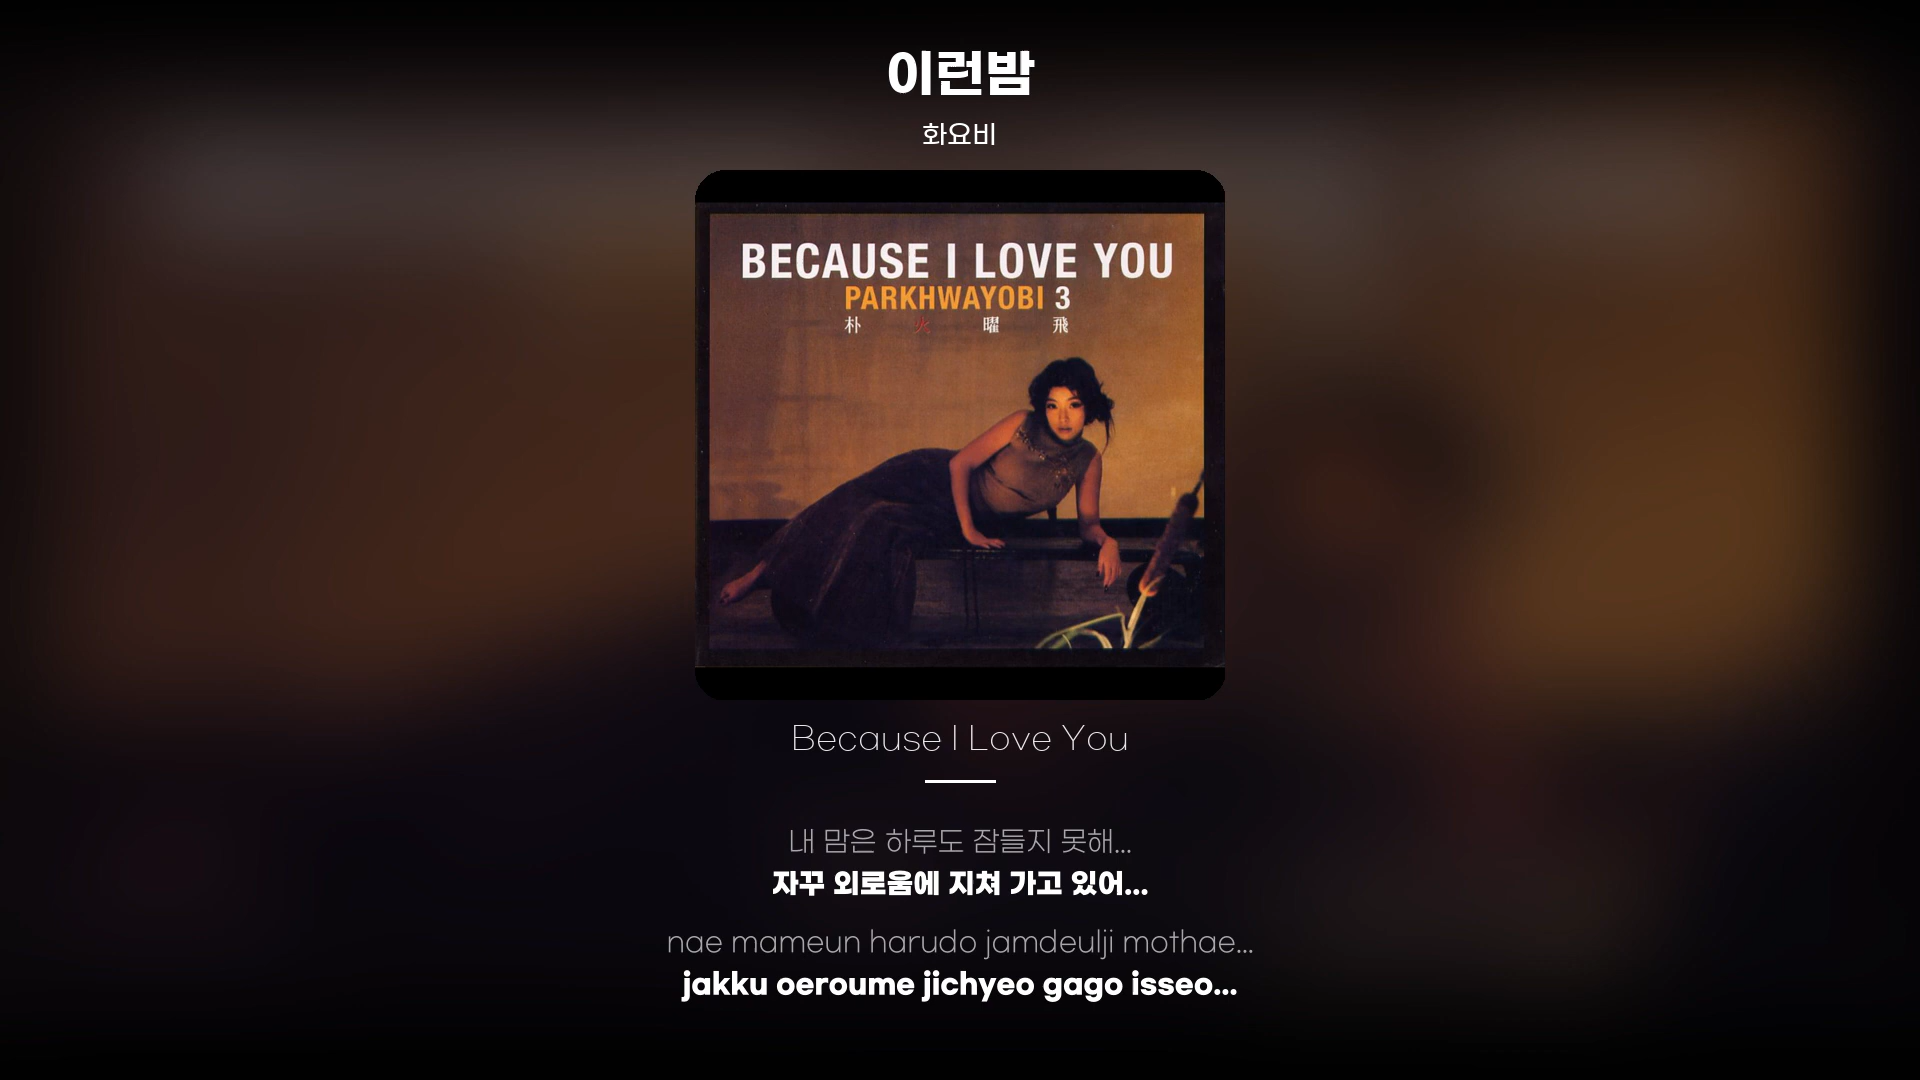 이런밤
화요비
BECAUSE I LOVE YOU
PARKHWAYOBI 3
朴 火 曜 飛
Because I Love You
내 맘은 하루도 잠들지 못해...
자꾸 외로움에 지쳐 가고 있어...
nae mameun harudo jamdeulji mothae...
jakku oeroume jichyeo gago isseo...